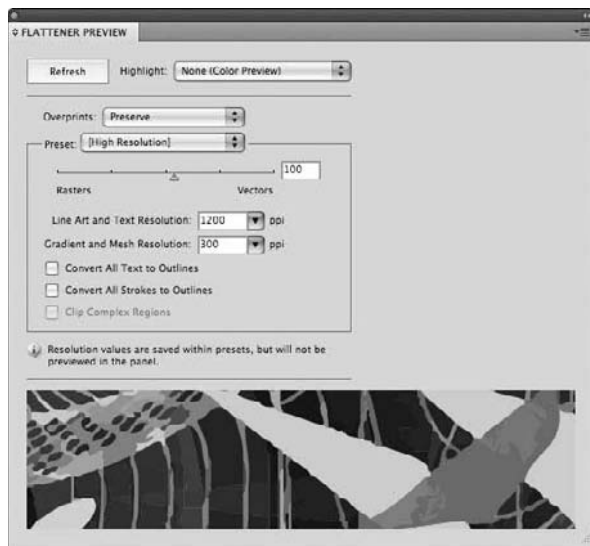 FLATTENER PREVIEW
Refresh Highlight: None (Color Preview)
Overprints: Preserve
Preset: [High Resolution]
100
Rasters Vectors
Line Art and Text Resolution: 1200 ppi
Gradient and Mesh Resolution: 300 ppi
Convert All Text to Outlines
Convert All Strokes to Outlines
Clip Complex Regions
Resolution values are saved within presets, but will not be
previewed in the panel.